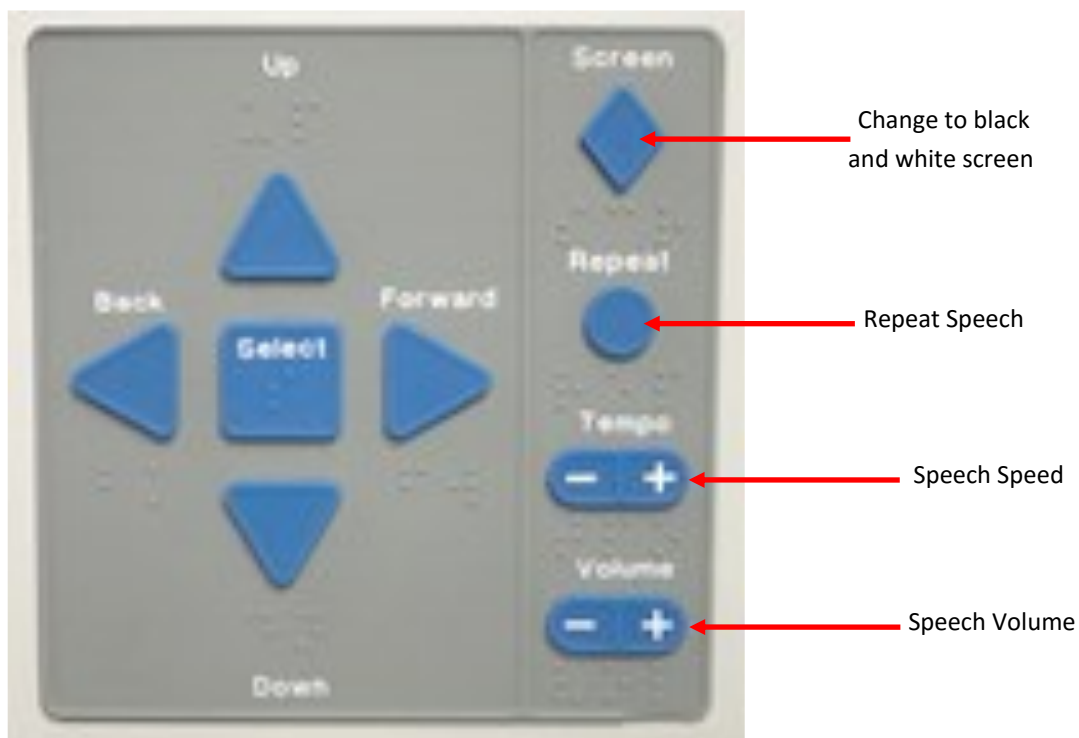 Up
Screen
Change to black
and white screen
Repeat
Back
Forward
Repeat Speech
Select
Tempo
- +
Speech Speed
Volume
- +
Speech Volume
Down